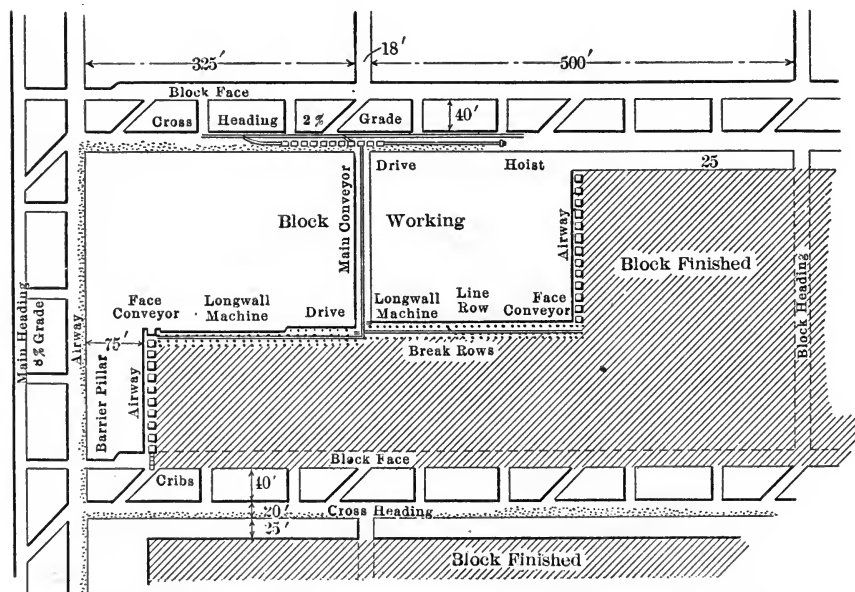 325'
18'
500'
Block Face
Cross Heading 2% Grade
40'
Drive
Hoist
25
Block
Working
Main Conveyor
Airway
Block Finished
Block Heading
Main Heading
8% Grade
Airway
Face
Conveyor
Longwall
Machine
Drive
Longwall
Machine
Line
Row
Face
Conveyor
75'
Break Rows
Barrier Pillar
Airway
Block Face
Cribs
40'
20'
Cross Heading
25'
Block Finished